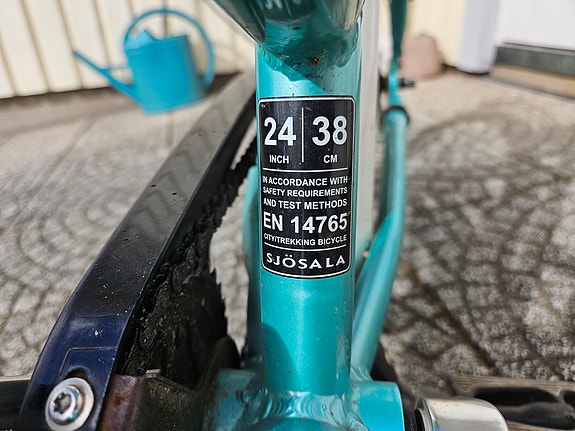 24 | 38
INCH CM
IN ACCORDANCE WITH
SAFETY REQUIREMENTS
AND TEST METHODS
EN 14765
CITY/TREKKING BICYCLE
SJÖSALA